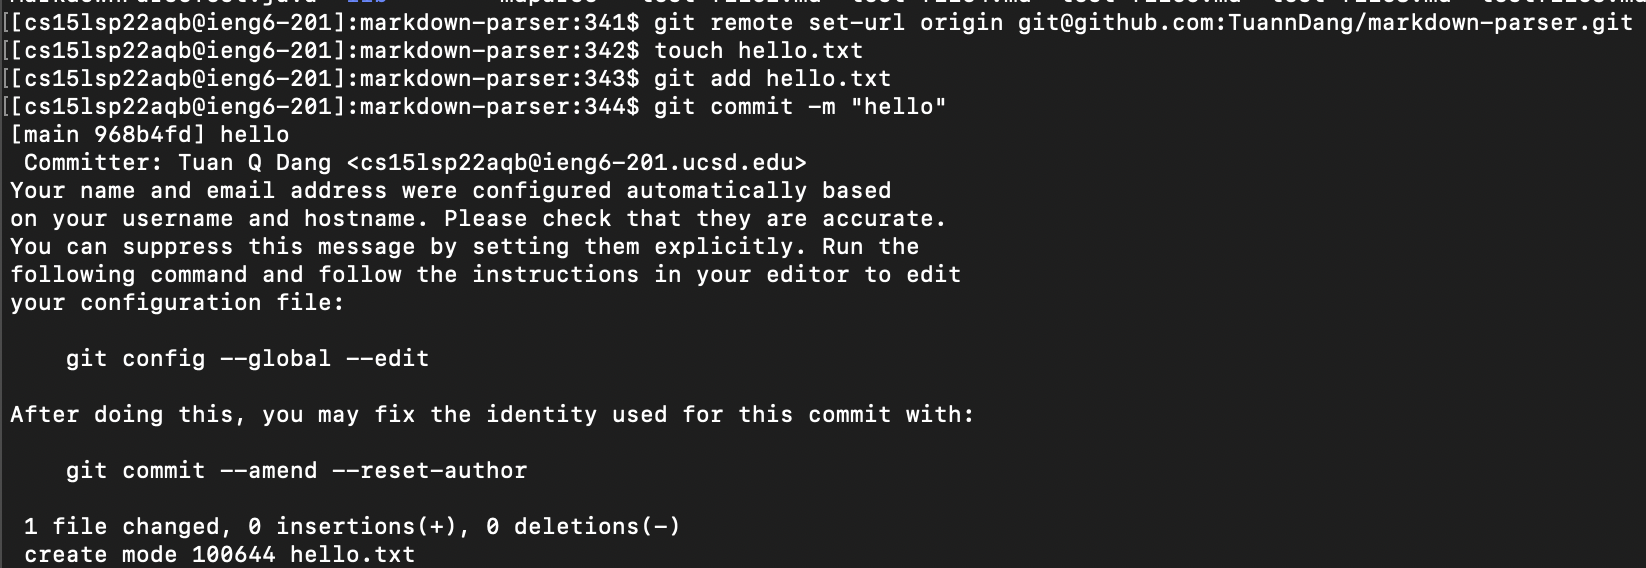 [[cs15lsp22aqb@ieng6-201]:markdown-parser:341$ git remote set-url origin git@github.com:TuannDang/markdown-parser.git
[[cs15lsp22aqb@ieng6-201]:markdown-parser:342$ touch hello.txt
[[cs15lsp22aqb@ieng6-201]:markdown-parser:343$ git add hello.txt
[[cs15lsp22aqb@ieng6-201]:markdown-parser:344$ git commit -m "hello"
[main 968b4fd] hello
 Committer: Tuan Q Dang <cs15lsp22aqb@ieng6-201.ucsd.edu>
Your name and email address were configured automatically based
on your username and hostname. Please check that they are accurate.
You can suppress this message by setting them explicitly. Run the
following command and follow the instructions in your editor to edit
your configuration file:
    git config --global --edit
After doing this, you may fix the identity used for this commit with:
    git commit --amend --reset-author
 1 file changed, 0 insertions(+), 0 deletions(-)
 create mode 100644 hello.txt